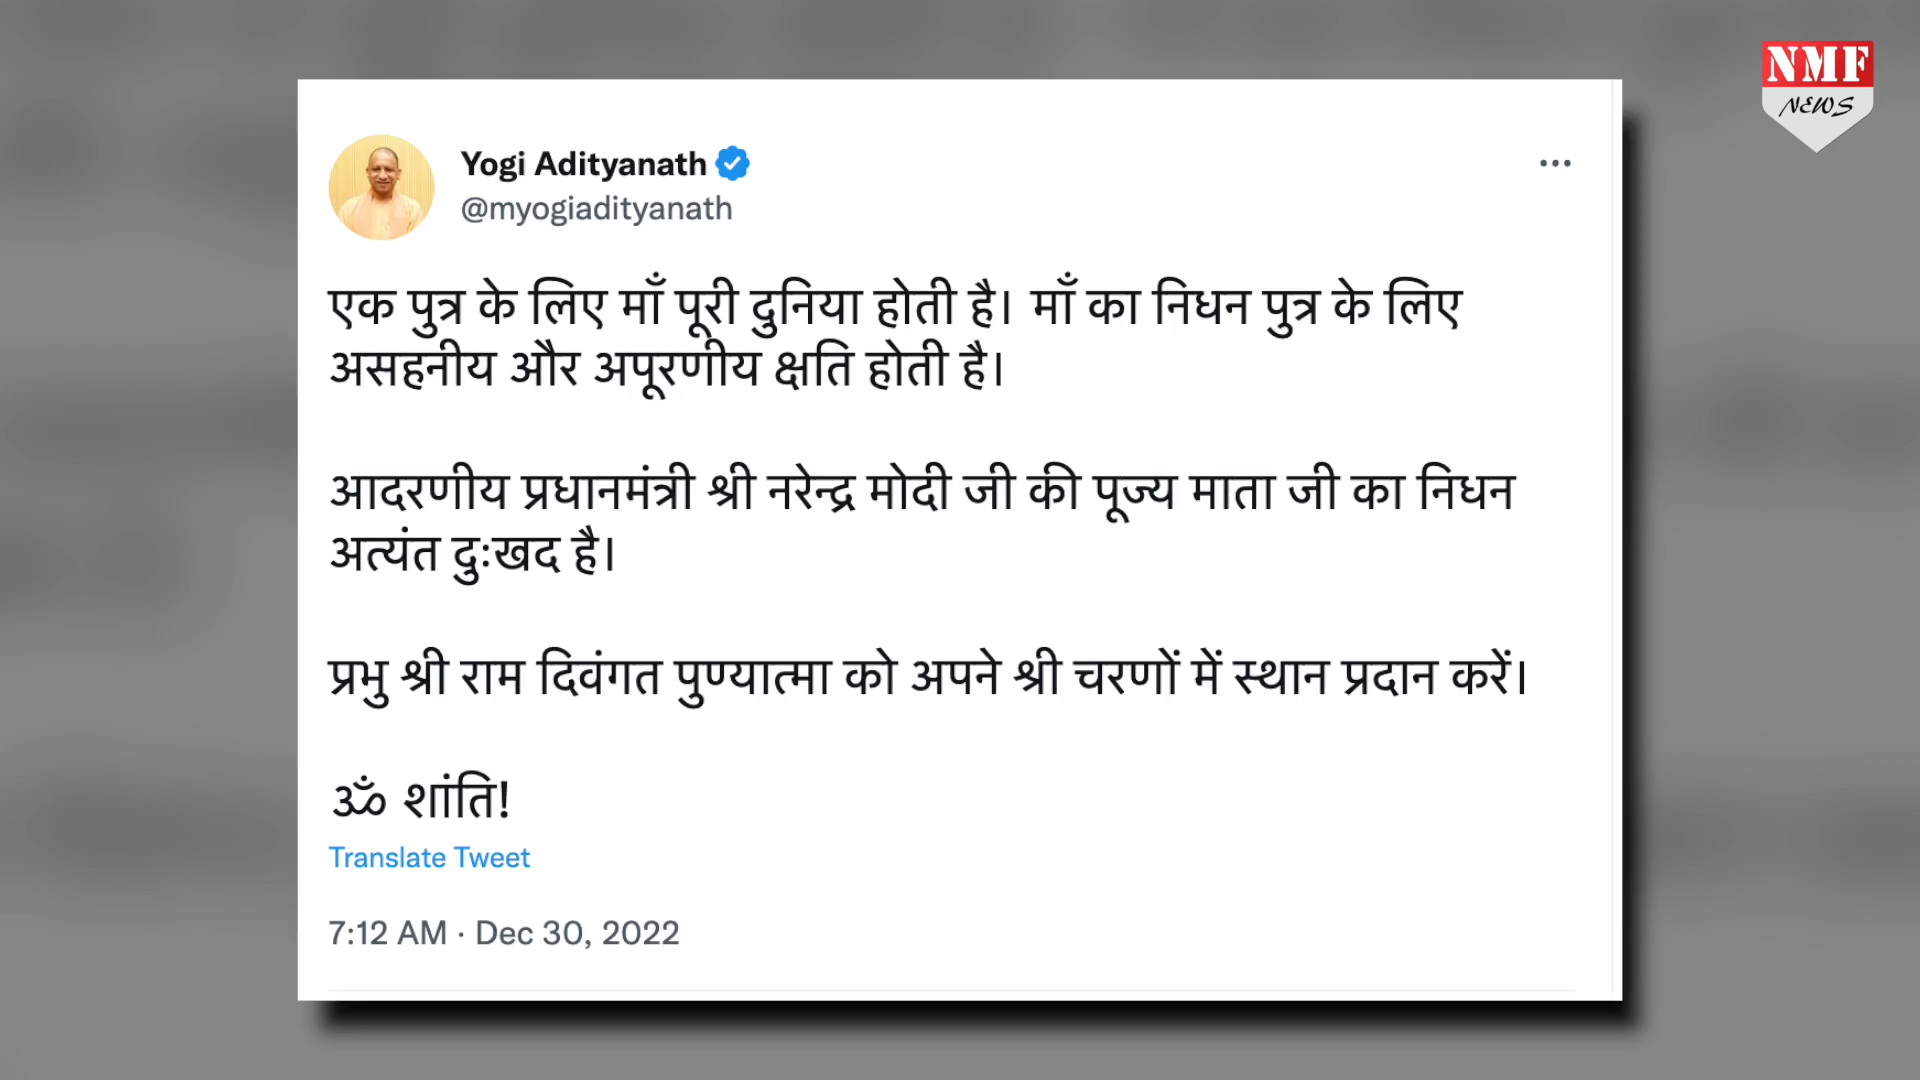 NMF
NEWS
Yogi Adityanath
@myogiadityanath
एक पुत्र के लिए माँ पूरी दुनिया होती है। माँ का निधन पुत्र के लिए
असहनीय और अपूरणीय क्षति होती है।
आदरणीय प्रधानमंत्री श्री नरेन्द्र मोदी जी की पूज्य माता जी का निधन
अत्यंत दुःखद है।
प्रभु श्री राम दिवंगत पुण्यात्मा को अपने श्री चरणों में स्थान प्रदान करें।
ॐ शांति!
Translate Tweet
7:12 AM · Dec 30, 2022